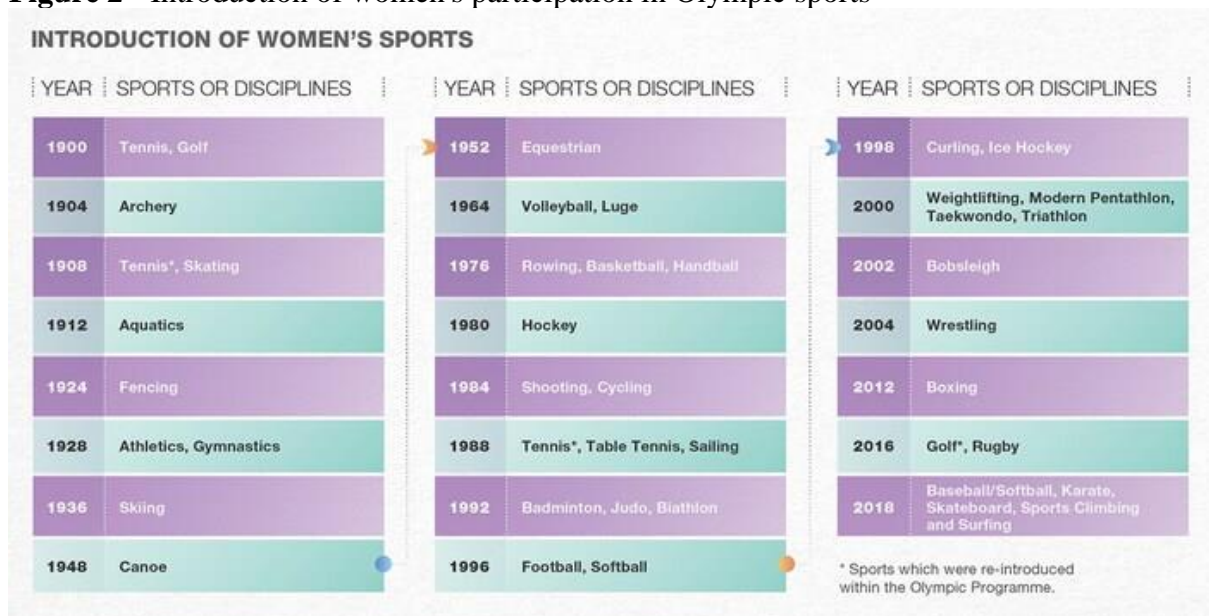 Figure 2 - Introduction of women's participation in Olympic sports
INTRODUCTION OF WOMEN'S SPORTS
YEAR SPORTS OR DISCIPLINES
1900 Tennis, Golf
1904 Archery
1908 Tennis*, Skating
1912 Aquatics
1924 Fencing
1928 Athletics, Gymnastics
1936 Skiing
1948 Canoe
YEAR SPORTS OR DISCIPLINES
1952 Equestrian
1964 Volleyball, Luge
1976 Rowing, Basketball, Handball
1980 Hockey
1984 Shooting, Cycling
1988 Tennis*, Table Tennis, Sailing
1992 Badminton, Judo, Biathlon
1996 Football, Softball
YEAR SPORTS OR DISCIPLINES
1998 Curling, Ice Hockey
2000 Weightlifting, Modern Pentathlon,
Taekwondo, Triathlon
2002 Bobsleigh
2004 Wrestling
2012 Boxing
2016 Golf*, Rugby
2018 Baseball/Softball, Karate,
Skateboard, Sports Climbing
and Surfing
* Sports which were re-introduced
within the Olympic Programme.